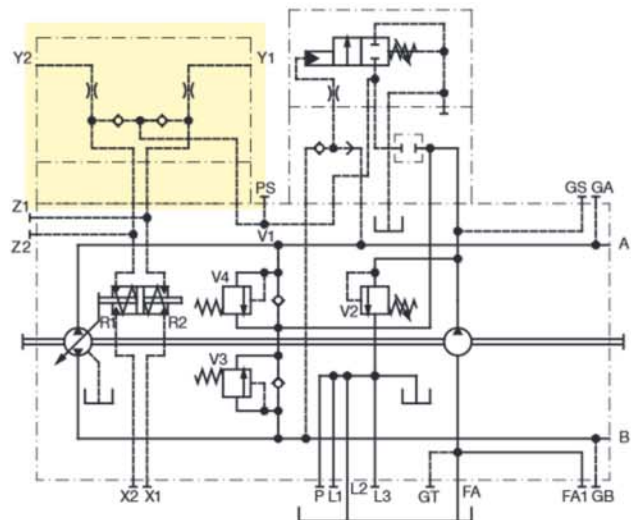 Y2 Y1
Z1 PS GS GA
Z2 V1 A
V4
R1 R2 V2
V3
B
X2 X1 P L1 L2 L3 GT FA FA1 GB